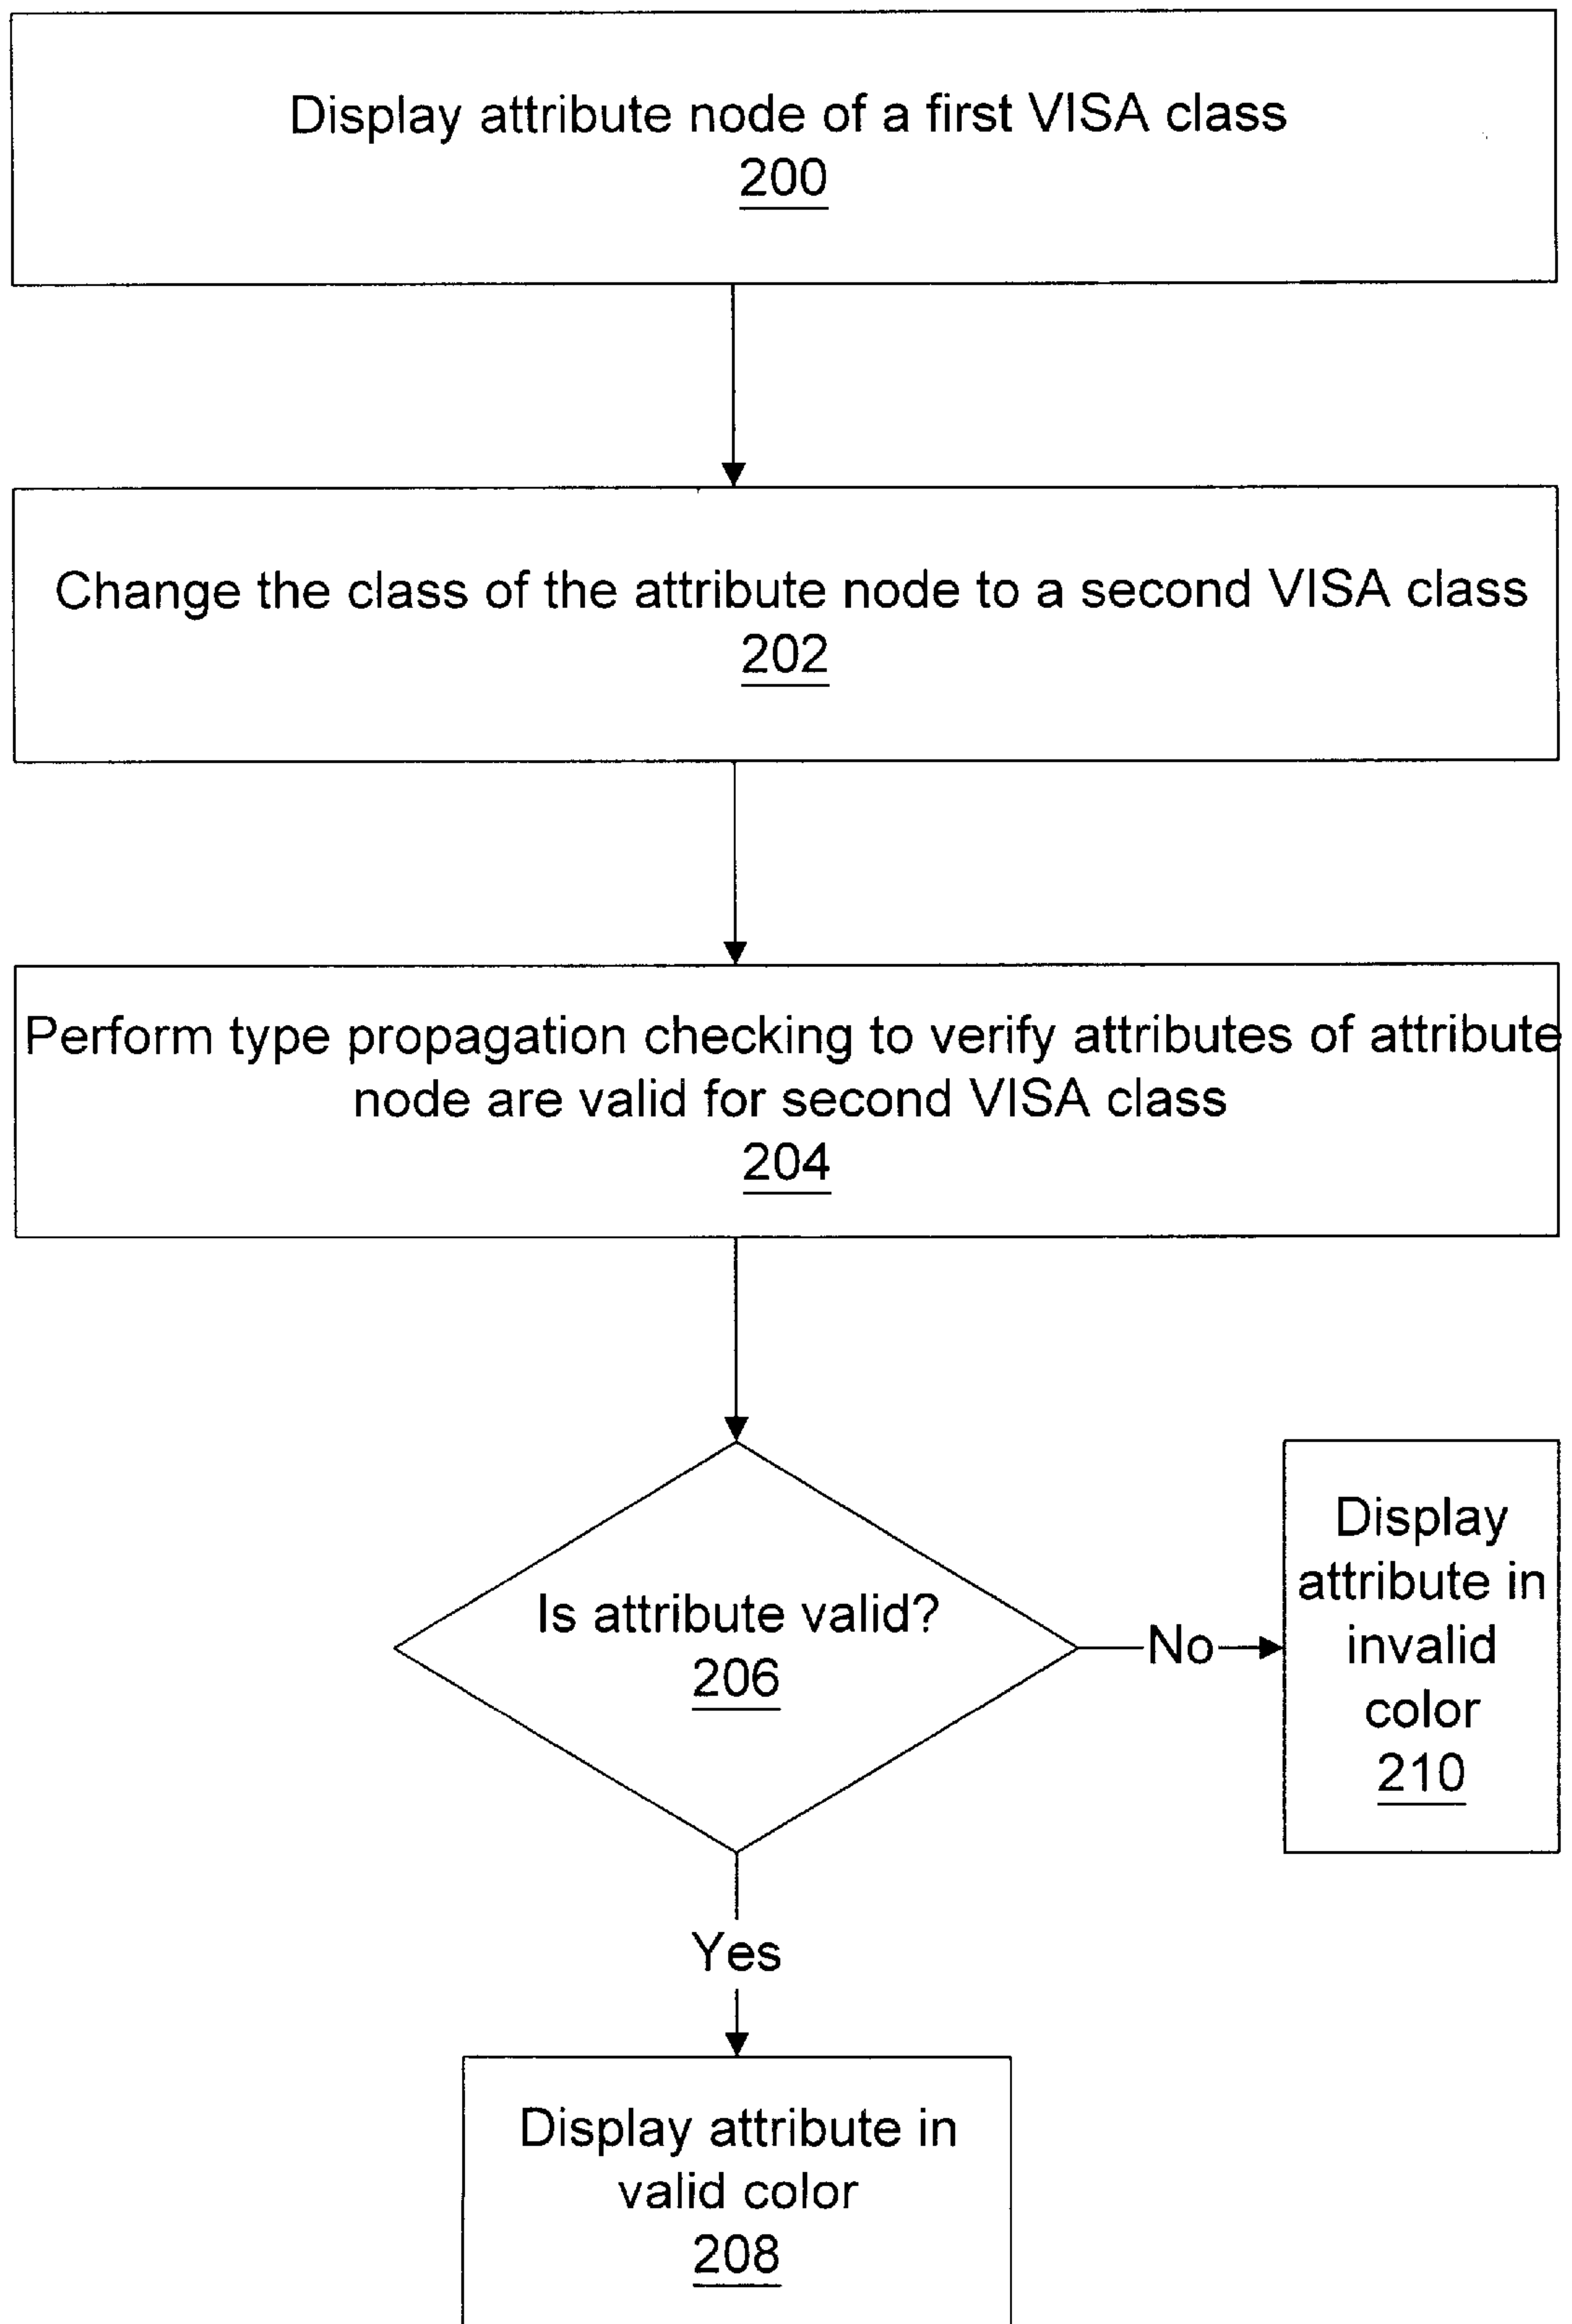 Display attribute node of a first VISA class
200
Change the class of the attribute node to a second VISA class
202
Perform type propagation checking to verify attributes of attribute
node are valid for second VISA class
204
Is attribute valid?
206
No
Display
attribute in
invalid
color
210
Yes
Display attribute in
valid color
208